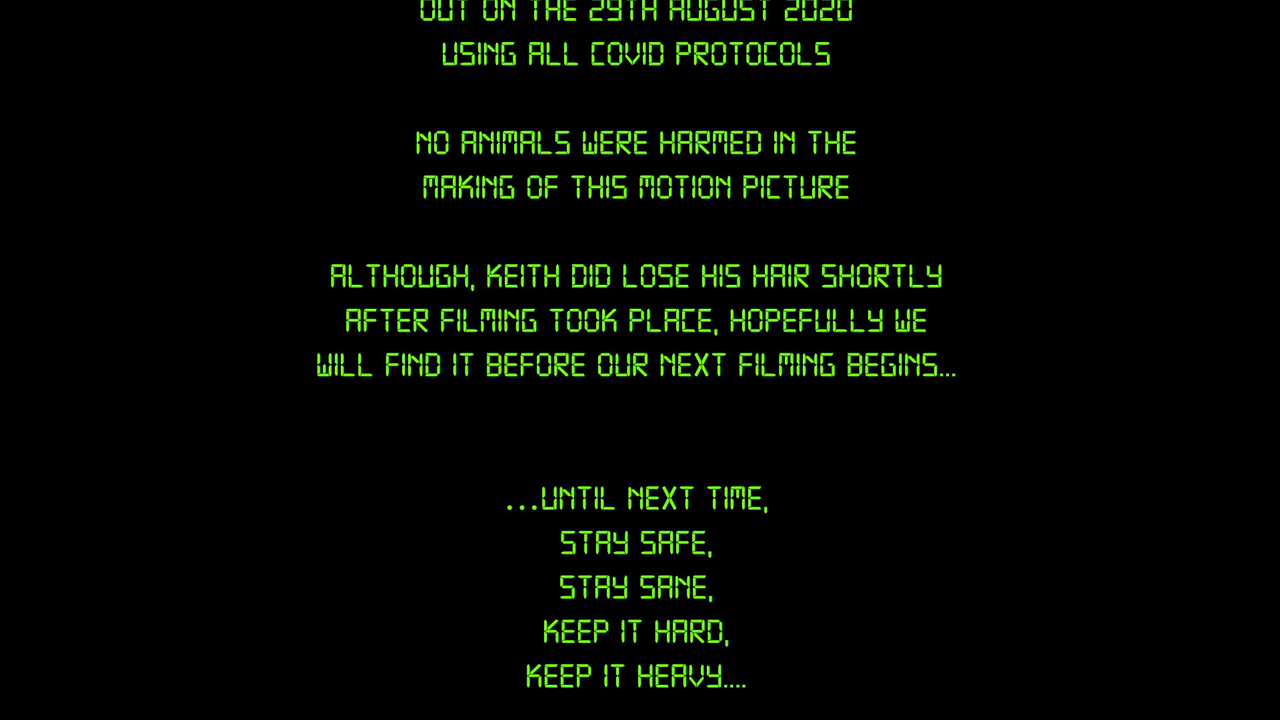 OUT ON THE 29TH AUGUST 2020
USING ALL COVID PROTOCOLS
NO ANIMALS WERE HARMED IN THE
MAKING OF THIS MOTION PICTURE
ALTHOUGH, KEITH DID LOSE HIS HAIR SHORTLY
AFTER FILMING TOOK PLACE, HOPEFULLY WE
WILL FIND IT BEFORE OUR NEXT FILMING BEGINS...
...UNTIL NEXT TIME,
STAY SAFE,
STAY SANE,
KEEP IT HARD,
KEEP IT HEAVY....